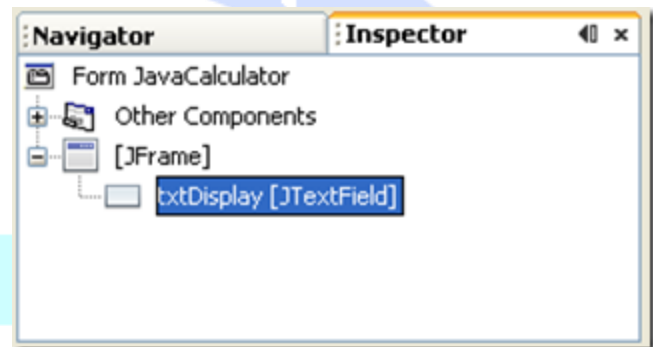 Navigator
Inspector
Form JavaCalculator
Other Components
[JFrame]
txtDisplay [JTextField]